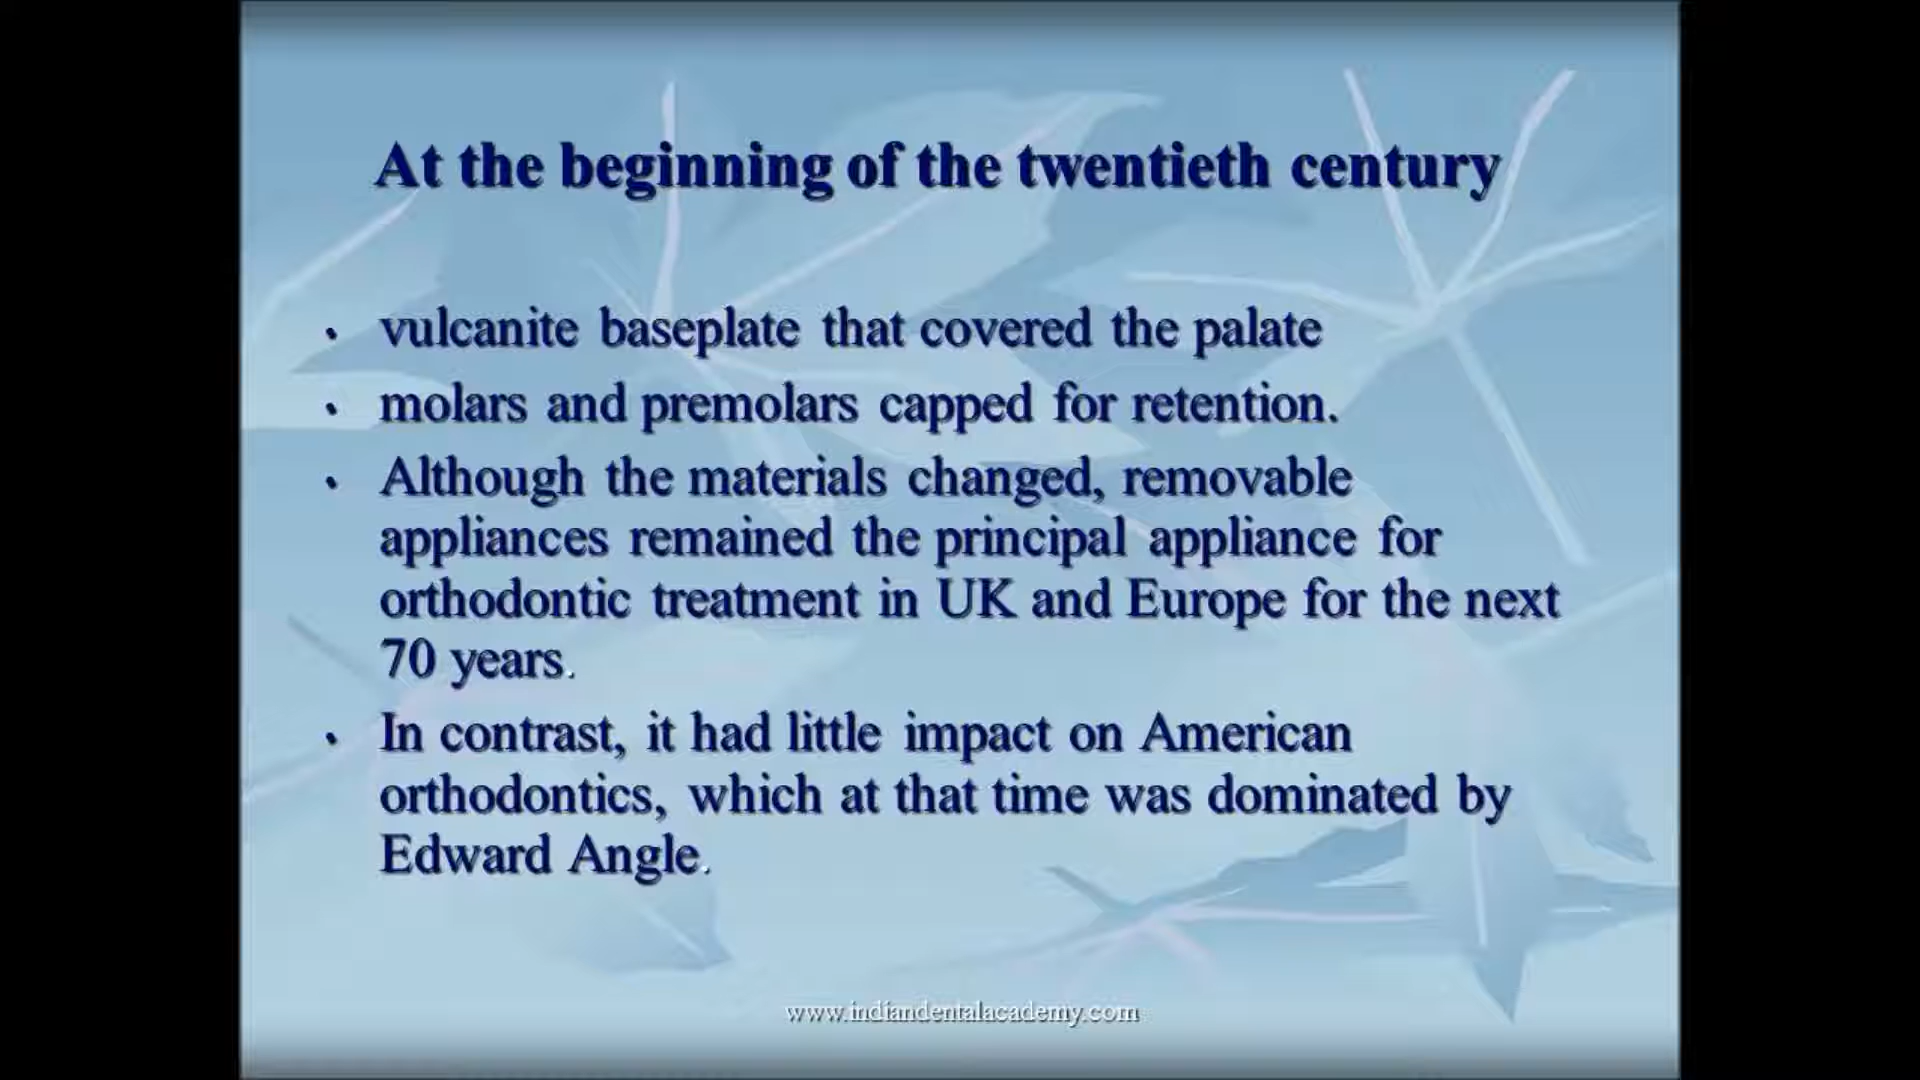 At the beginning of the twentieth century
• vulcanite baseplate that covered the palate
• molars and premolars capped for retention.
• Although the materials changed, removable
appliances remained the principal appliance for
orthodontic treatment in UK and Europe for the next
70 years.
• In contrast, it had little impact on American
orthodontics, which at that time was dominated by
Edward Angle.
www.indiandentalacademy.com